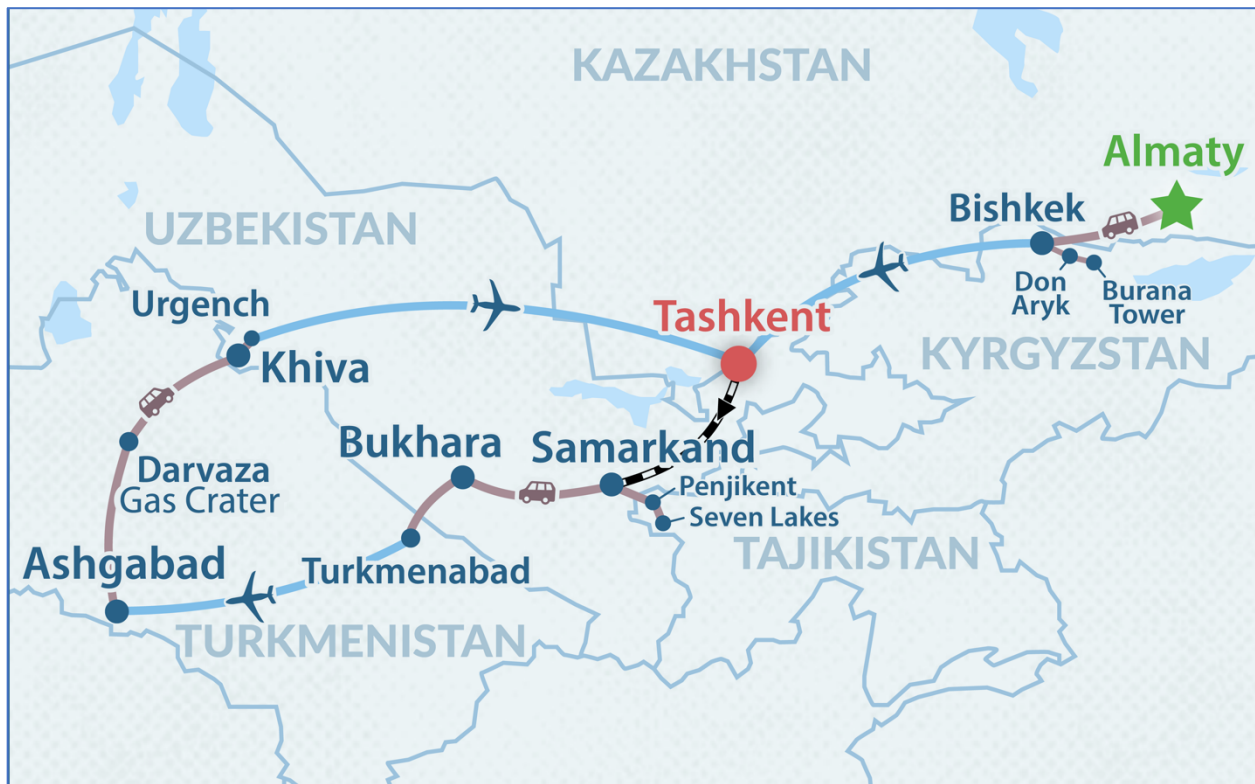 KAZAKHSTAN
Almaty
Bishkek
UZBEKISTAN
Don
Aryk
Burana
Tower
Urgench
Tashkent
KYRGYZSTAN
Khiva
Bukhara
Samarkand
Darvaza
Gas Crater
Penjikent
Seven Lakes
Ashgabad
Turkmenabad
TAJIKISTAN
TURKMENISTAN